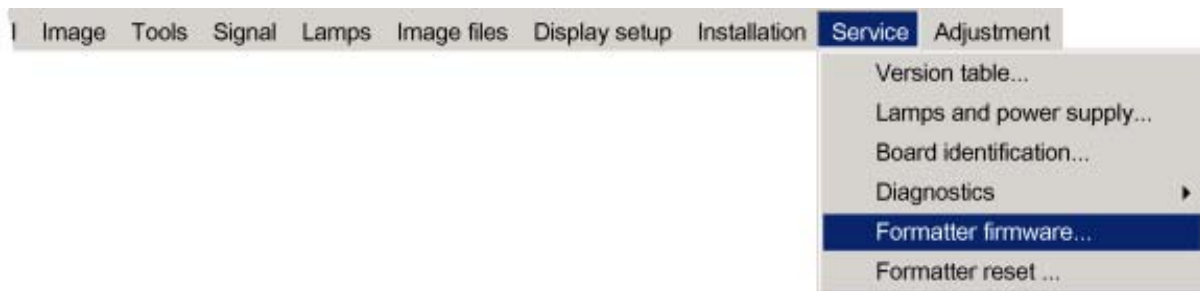 Image Tools Signal Lamps Image files Display setup Installation Service Adjustment
Version table...
Lamps and power supply...
Board identification...
Diagnostics
Formatter firmware...
Formatter reset ...